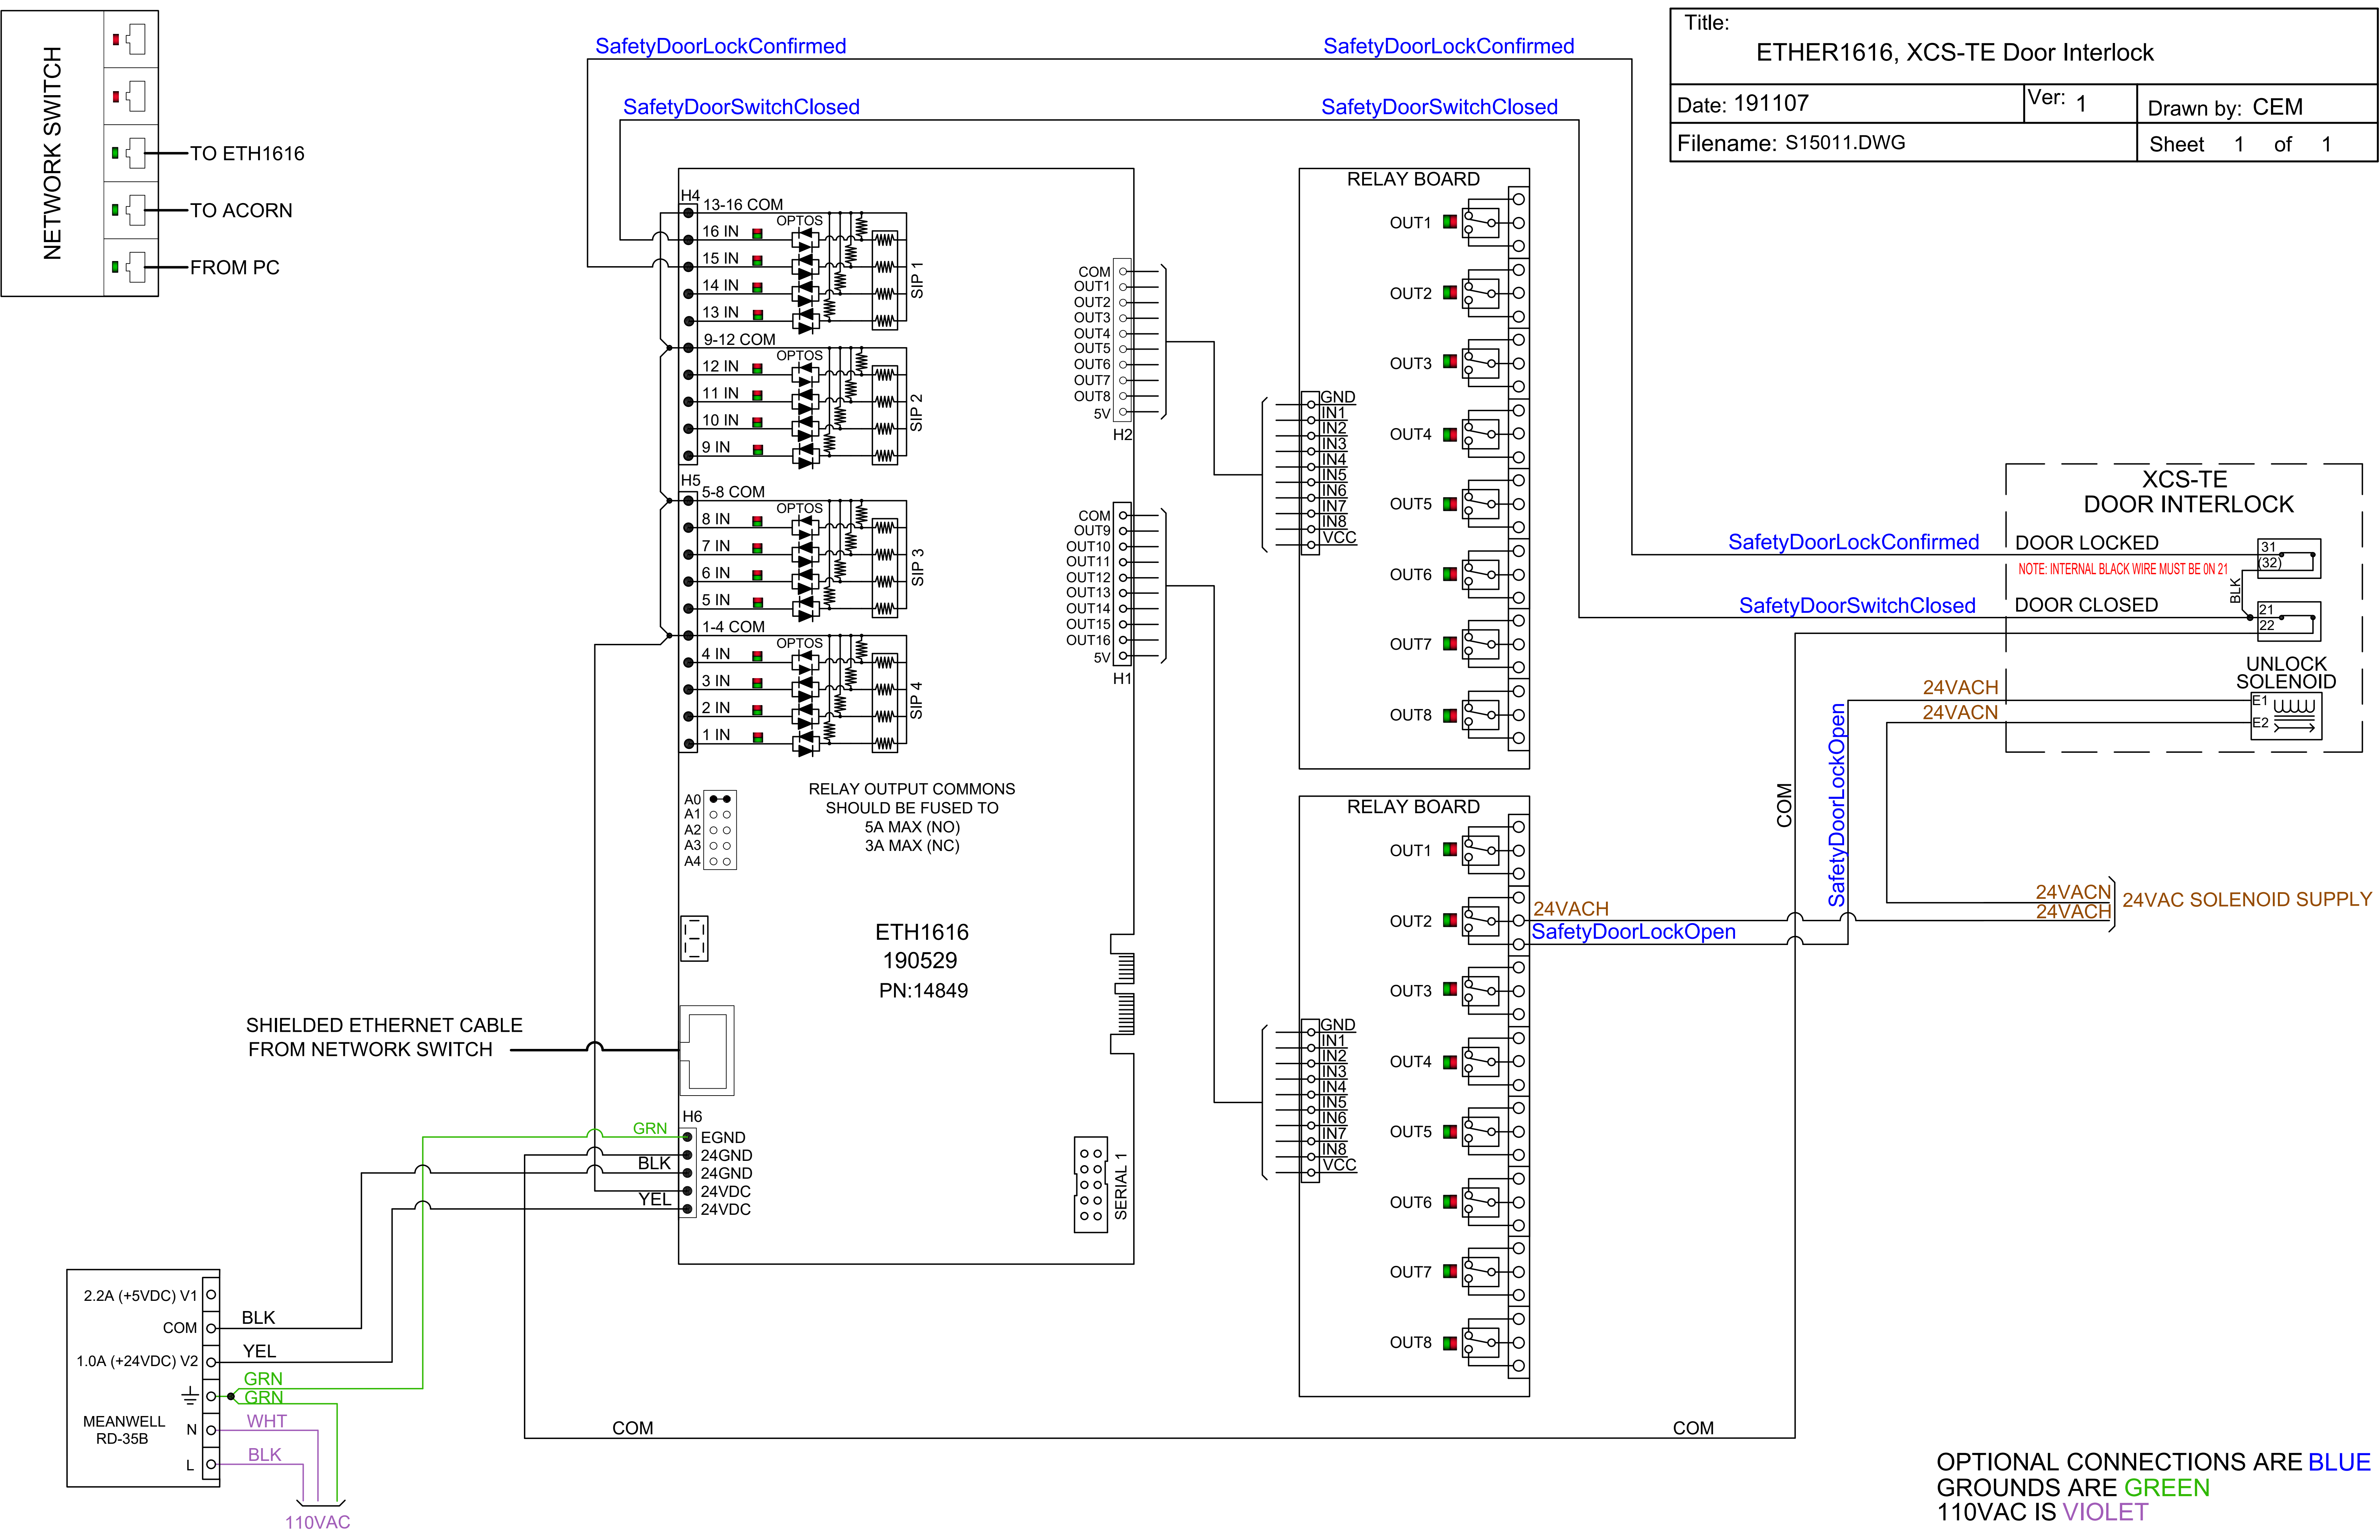 Title:
ETHER1616, XCS-TE Door Interlock
Date: 191107
Ver: 1
Drawn by: CEM
Filename: S15011.DWG
Sheet 1 of 1
NETWORK SWITCH
TO ETH1616
TO ACORN
FROM PC
SafetyDoorLockConfirmed
SafetyDoorLockConfirmed
SafetyDoorSwitchClosed
SafetyDoorSwitchClosed
H4
13-16 COM
OPTOS
16 IN
15 IN
14 IN
13 IN
SIP 1
9-12 COM
OPTOS
12 IN
11 IN
10 IN
9 IN
SIP 2
H5
5-8 COM
OPTOS
8 IN
7 IN
6 IN
5 IN
SIP 3
1-4 COM
OPTOS
4 IN
3 IN
2 IN
1 IN
SIP 4
COM
OUT1
OUT2
OUT3
OUT4
OUT5
OUT6
OUT7
OUT8
5V
H2
COM
OUT9
OUT10
OUT11
OUT12
OUT13
OUT14
OUT15
OUT16
5V
H1
A0
A1
A2
A3
A4
RELAY OUTPUT COMMONS
SHOULD BE FUSED TO
5A MAX (NO)
3A MAX (NC)
ETH1616
190529
PN:14849
SHIELDED ETHERNET CABLE
FROM NETWORK SWITCH
H6
GRN
EGND
24GND
BLK
24GND
24VDC
YEL
24VDC
SERIAL 1
RELAY BOARD
OUT1
OUT2
OUT3
OUT4
OUT5
OUT6
OUT7
OUT8
GND
IN1
IN2
IN3
IN4
IN5
IN6
IN7
IN8
VCC
RELAY BOARD
OUT1
OUT2
OUT3
OUT4
OUT5
OUT6
OUT7
OUT8
GND
IN1
IN2
IN3
IN4
IN5
IN6
IN7
IN8
VCC
24VACH
SafetyDoorLockOpen
XCS-TE
DOOR INTERLOCK
SafetyDoorLockConfirmed
DOOR LOCKED
31
(32)
NOTE: INTERNAL BLACK WIRE MUST BE 0N 21
BLK
SafetyDoorSwitchClosed
DOOR CLOSED
21
22
UNLOCK
SOLENOID
24VACH
E1
24VACN
E2
COM
SafetyDoorLockOpen
24VACN
24VACH
24VAC SOLENOID SUPPLY
2.2A (+5VDC) V1
COM
BLK
1.0A (+24VDC) V2
YEL
GRN
GRN
MEANWELL
RD-35B
N
WHT
L
BLK
110VAC
COM
COM
OPTIONAL CONNECTIONS ARE BLUE
GROUNDS ARE GREEN
110VAC IS VIOLET